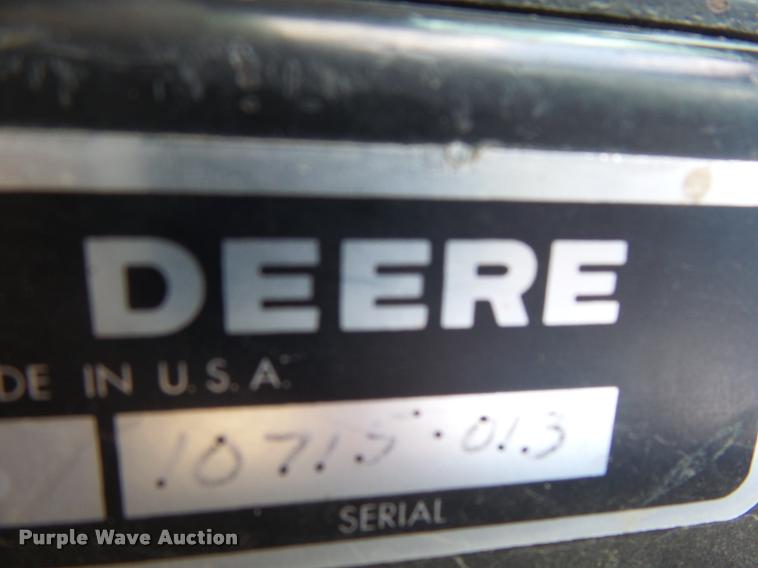 DEERE
DE IN U.S.A.
10715·013
SERIAL
Purple Wave Auction